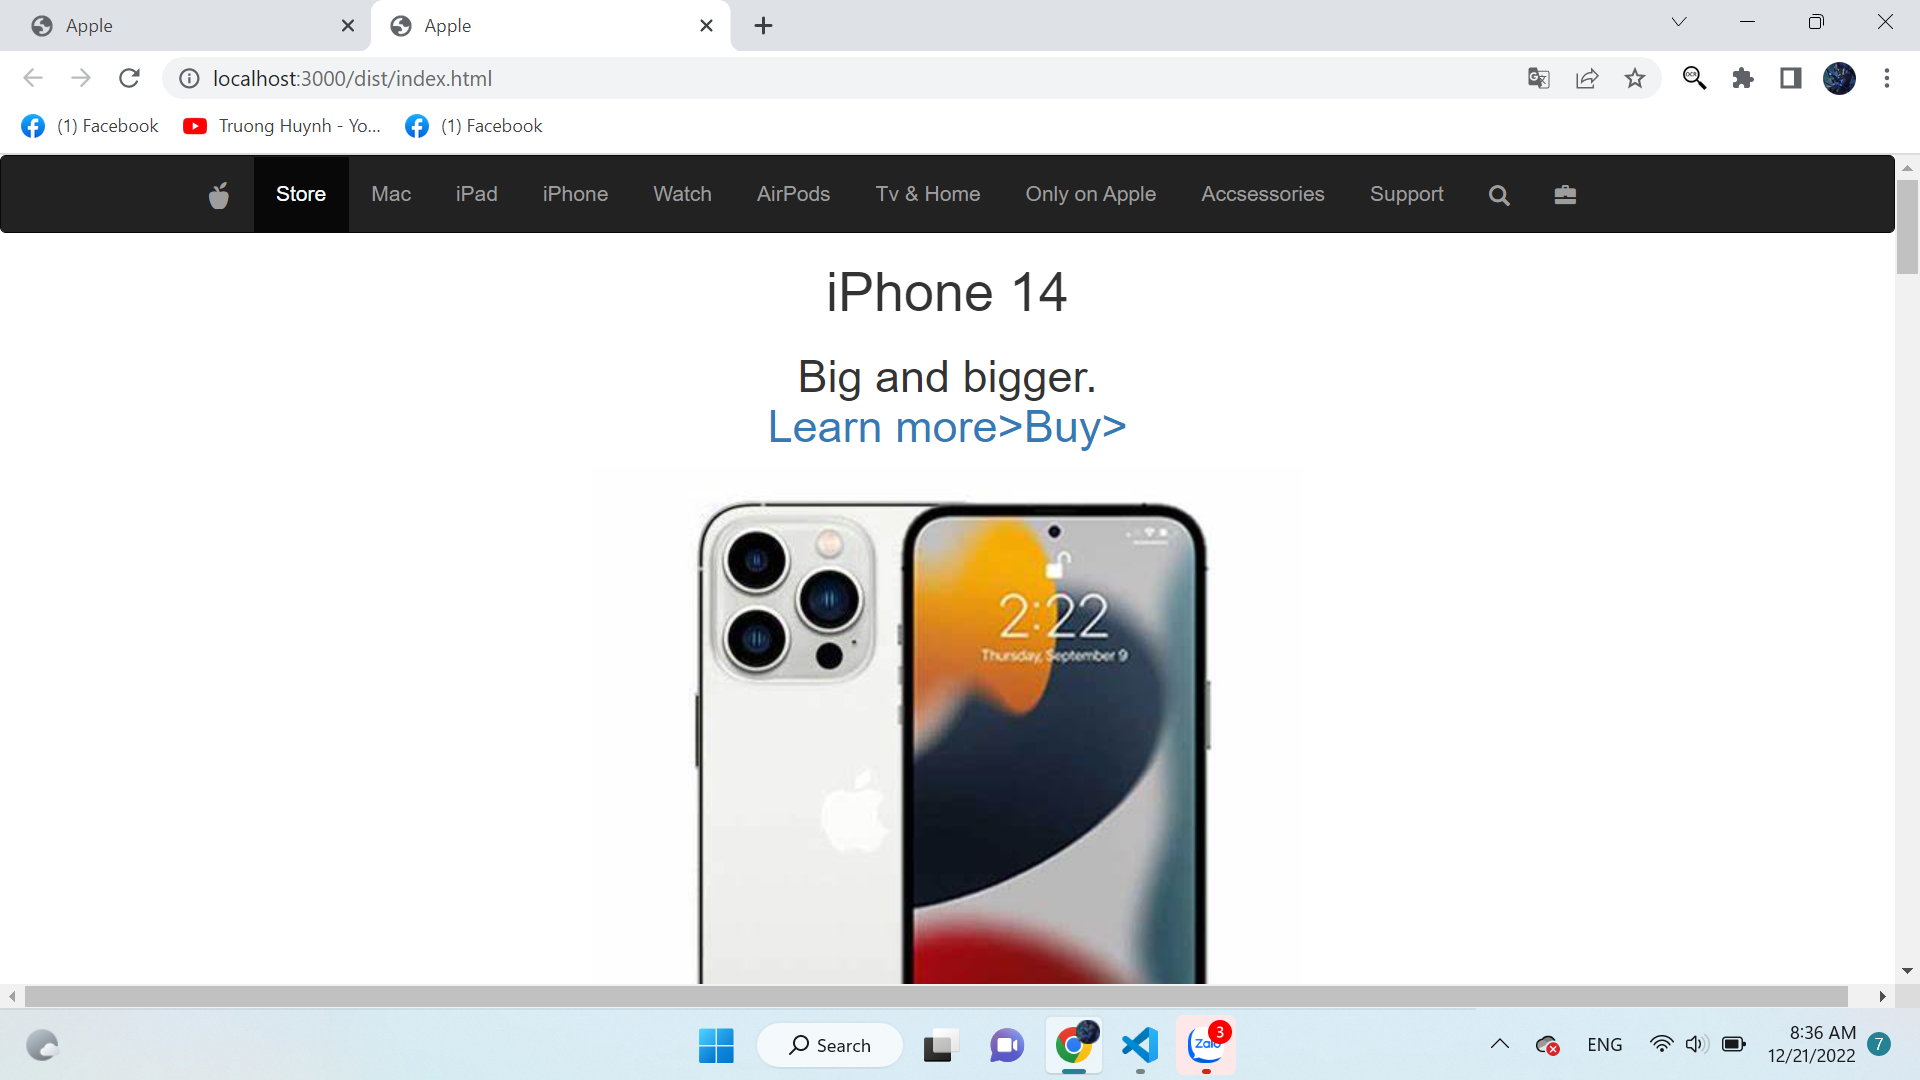 Apple
Apple
localhost:3000/dist/index.html
(1) Facebook
Truong Huynh - Yo...
(1) Facebook
Store Mac iPad iPhone Watch AirPods Tv & Home Only on Apple Accsessories Support
iPhone 14
Big and bigger.
Learn more>Buy>
2:22
Thursday, September 9
Search
Zalo
3
ENG
8:36 AM
12/21/2022
7